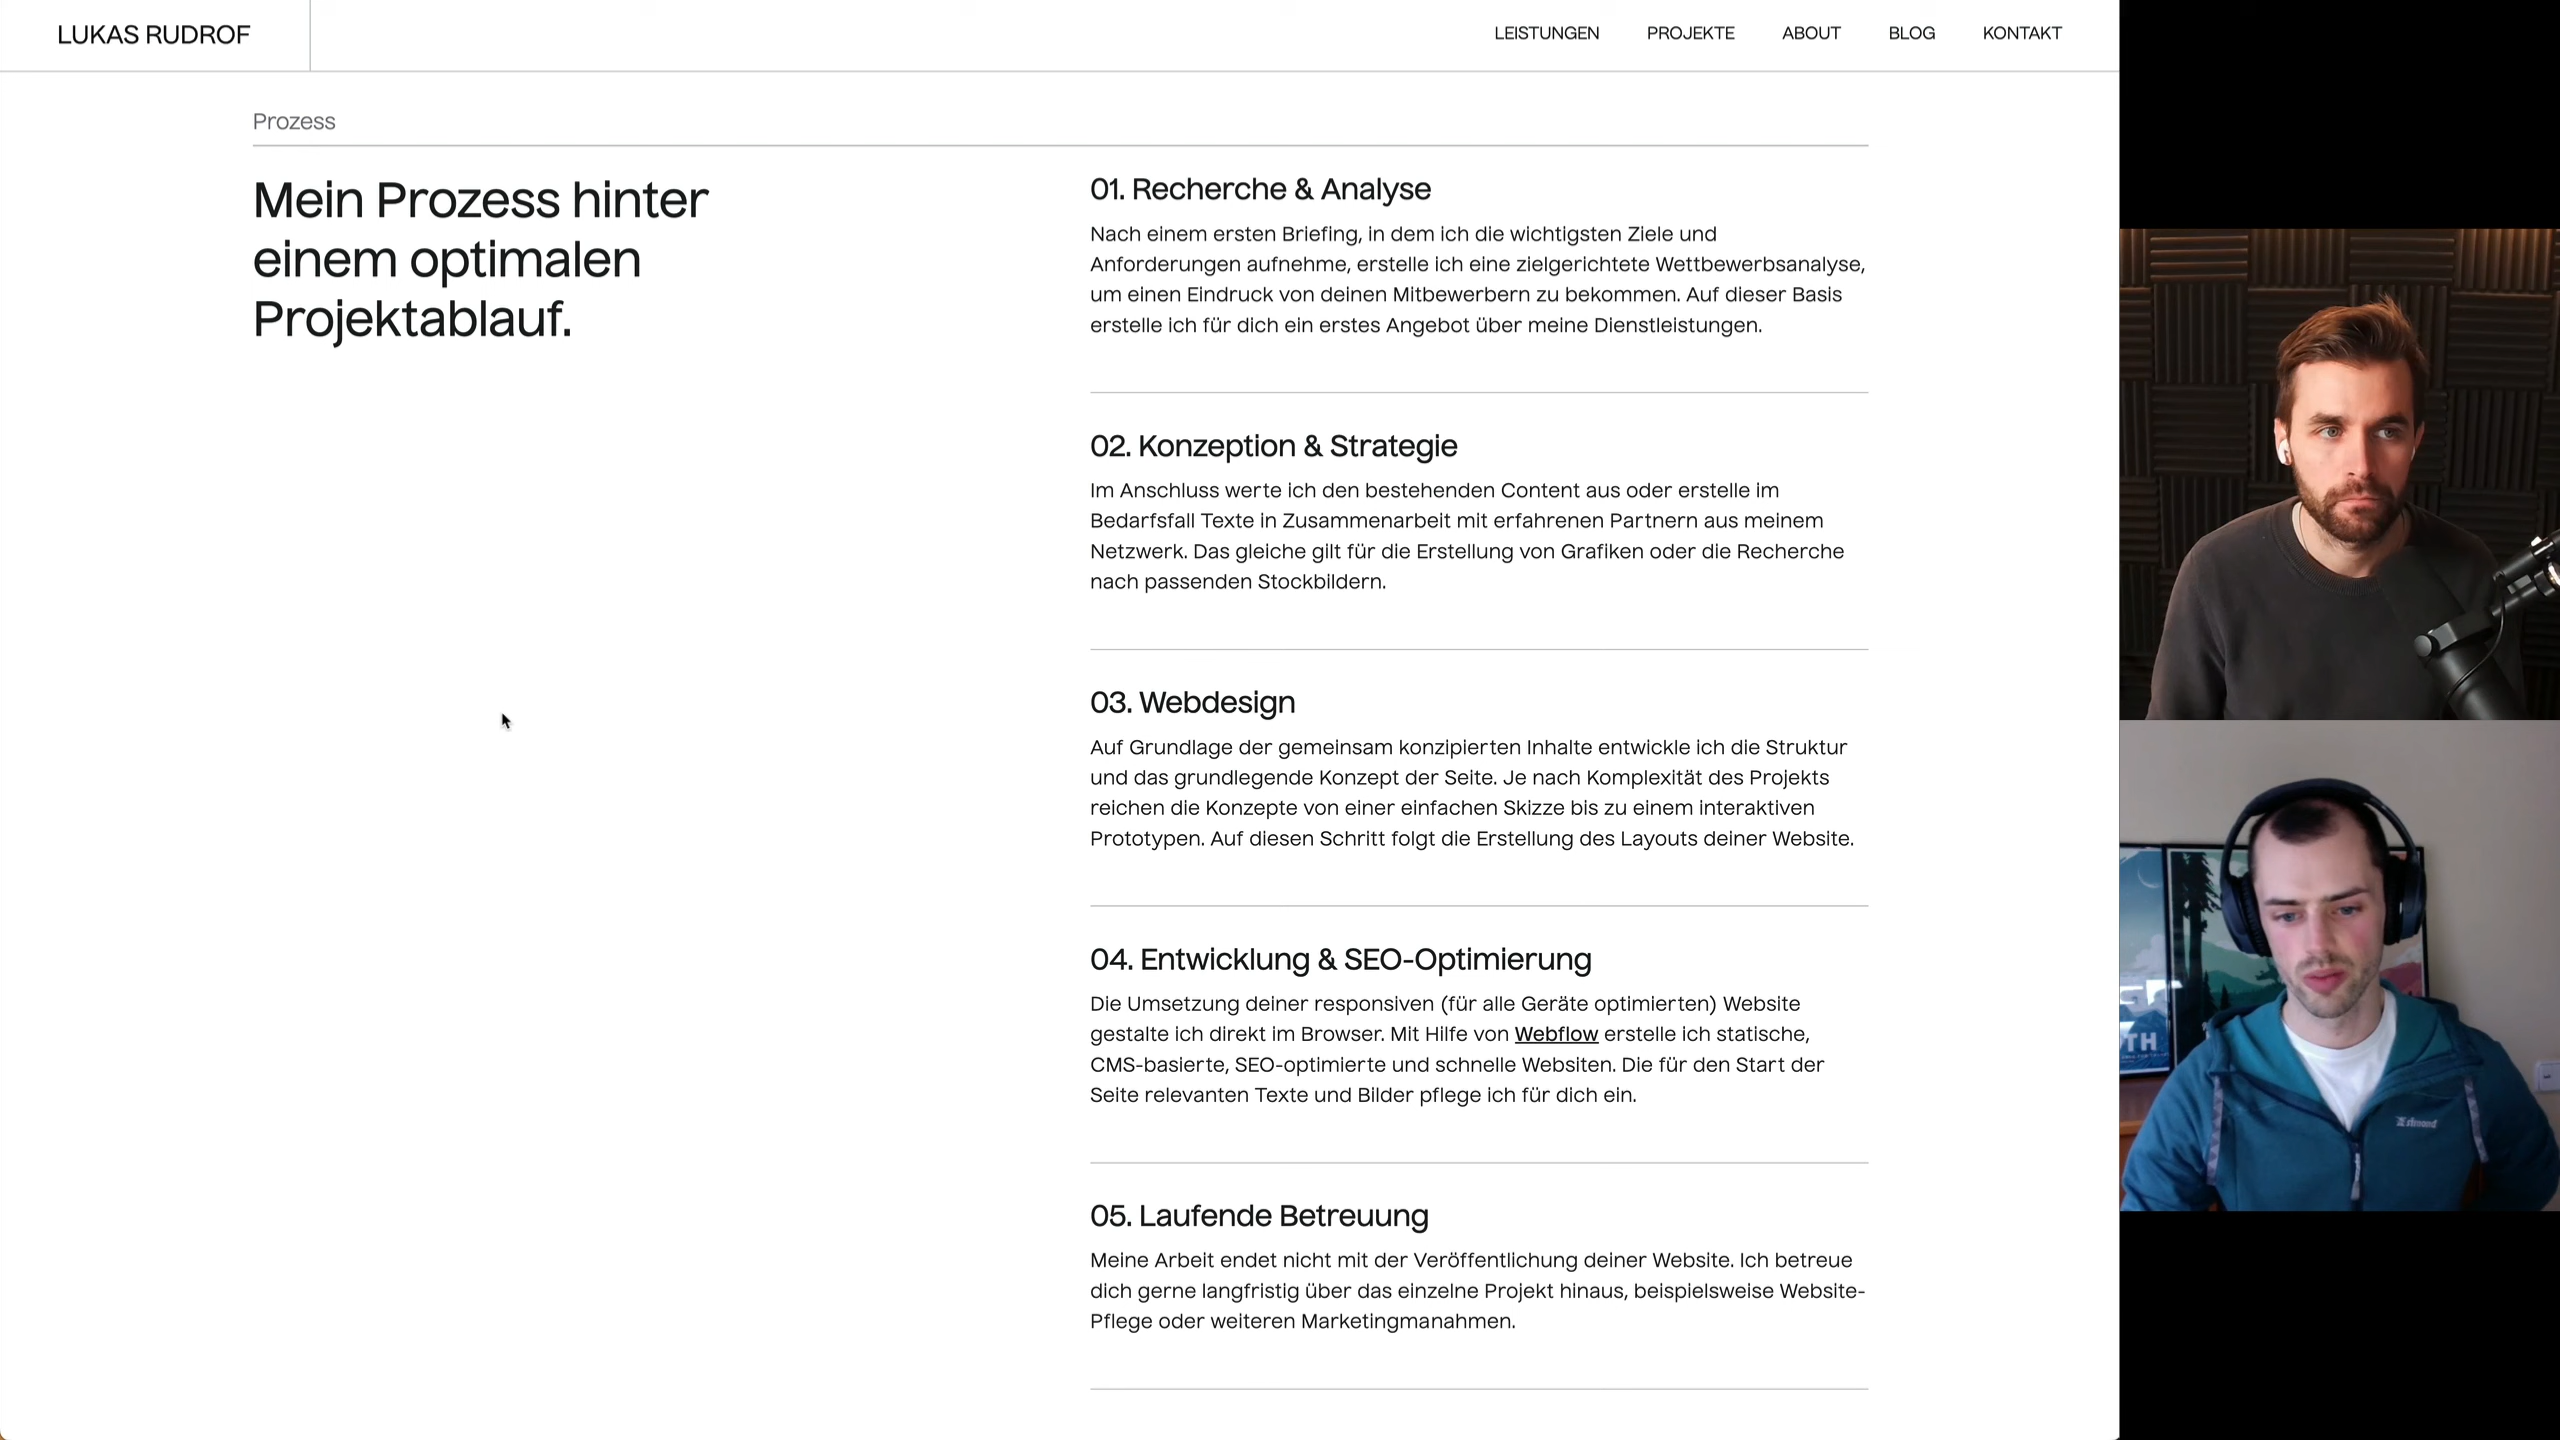 LUKAS RUDROF
LEISTUNGEN
PROJEKTE
ABOUT
BLOG
KONTAKT
Prozess
Mein Prozess hinter
einem optimalen
Projektablauf.
01. Recherche & Analyse
Nach einem ersten Briefing, in dem ich die wichtigsten Ziele und
Anforderungen aufnehme, erstelle ich eine zielgerichtete Wettbewerbsanalyse,
um einen Eindruck von deinen Mitbewerbern zu bekommen. Auf dieser Basis
erstelle ich für dich ein erstes Angebot über meine Dienstleistungen.
02. Konzeption & Strategie
Im Anschluss werte ich den bestehenden Content aus oder erstelle im
Bedarfsfall Texte in Zusammenarbeit mit erfahrenen Partnern aus meinem
Netzwerk. Das gleiche gilt für die Erstellung von Grafiken oder die Recherche
nach passenden Stockbildern.
03. Webdesign
Auf Grundlage der gemeinsam konzipierten Inhalte entwickle ich die Struktur
und das grundlegende Konzept der Seite. Je nach Komplexität des Projekts
reichen die Konzepte von einer einfachen Skizze bis zu einem interaktiven
Prototypen. Auf diesen Schritt folgt die Erstellung des Layouts deiner Website.
04. Entwicklung & SEO-Optimierung
Die Umsetzung deiner responsiven (für alle Geräte optimierten) Website
gestalte ich direkt im Browser. Mit Hilfe von Webflow erstelle ich statische,
CMS-basierte, SEO-optimierte und schnelle Websiten. Die für den Start der
Seite relevanten Texte und Bilder pflege ich für dich ein.
05. Laufende Betreuung
Meine Arbeit endet nicht mit der Veröffentlichung deiner Website. Ich betreue
dich gerne langfristig über das einzelne Projekt hinaus, beispielsweise Website-
Pflege oder weiteren Marketingmanahmen.